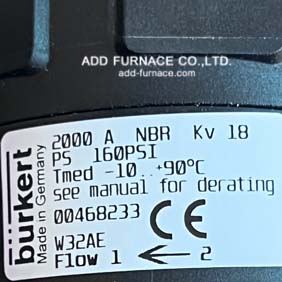 ADD FURNACE CO.,LTD.
add-furnace.com
burkert
Made in Germany
2000 A NBR Kv 18
PS 160PSI
Tmed -10..+90°C
see manual for derating
00468233 CE
W32AE
Flow 1 ← 2